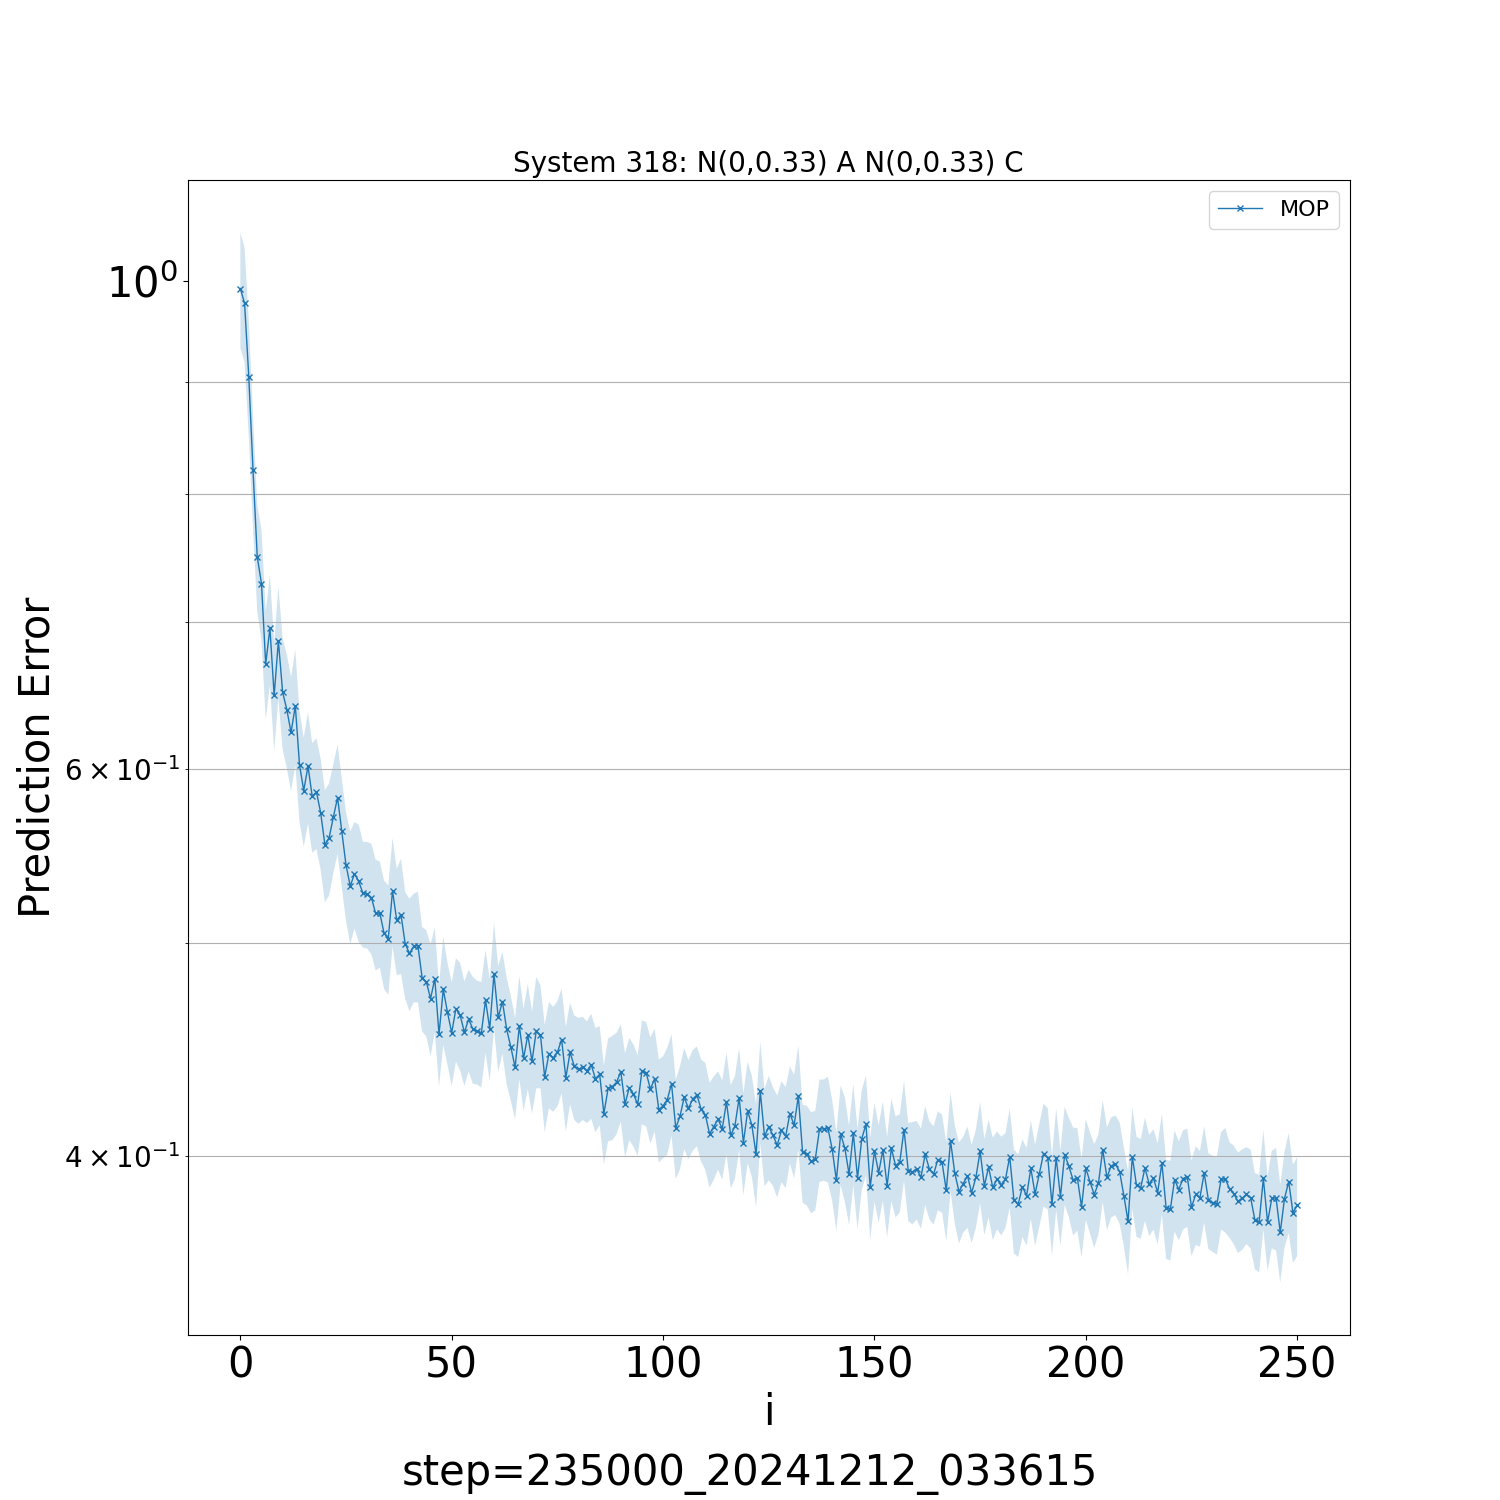 System 318: N(0,0.33) A N(0,0.33) C
MOP
10⁰
6 × 10⁻¹
4 × 10⁻¹
Prediction Error
0 50 100 150 200 250
i
step=235000_20241212_033615